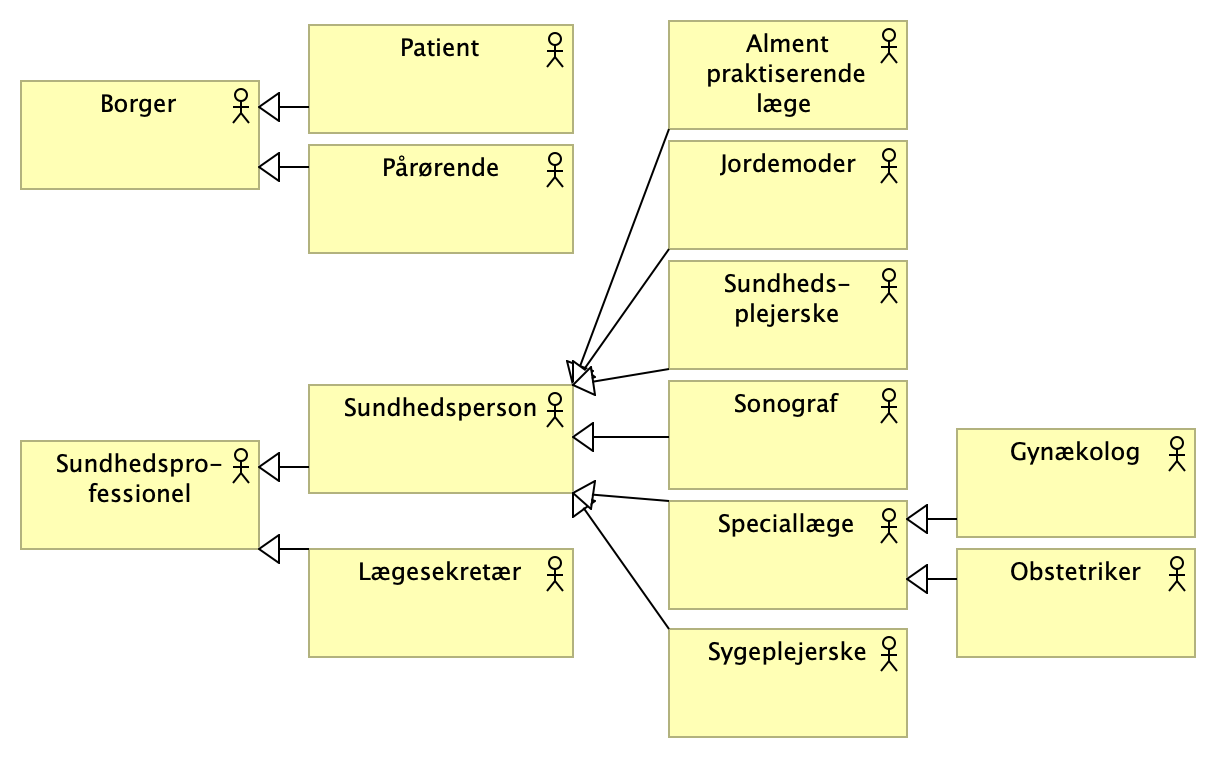 Borger
Patient
Pårørende
Sundhedspro-
fessionel
Sundhedsperson
Lægesekretær
Alment
praktiserende
læge
Jordemoder
Sundheds-
plejerske
Sonograf
Speciallæge
Sygeplejerske
Gynækolog
Obstetriker